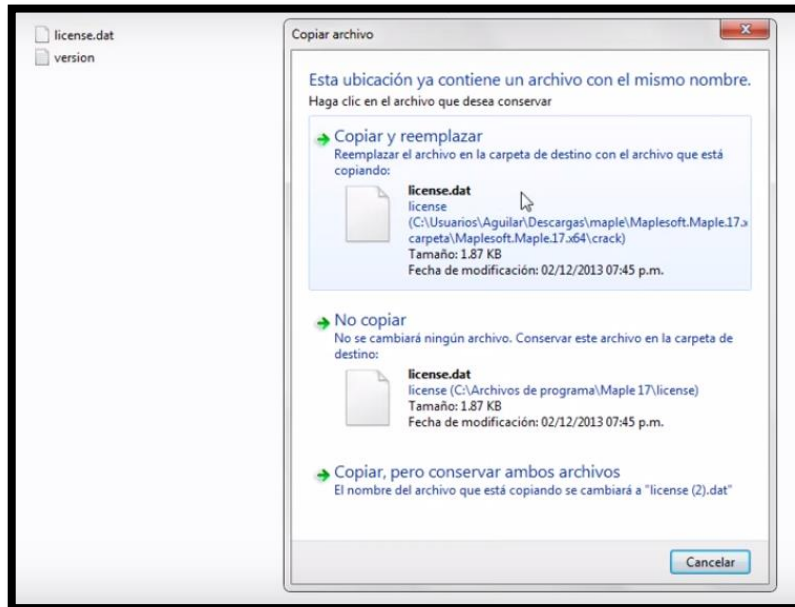 license.dat
version
Copiar archivo
Esta ubicación ya contiene un archivo con el mismo nombre.
Haga clic en el archivo que desea conservar
Copiar y reemplazar
Reemplazar el archivo en la carpeta de destino con el archivo que está
copiando:
license.dat
license
(C:\Usuarios\Aguilar\Descargas\maple\Maplesoft.Maple.17.x
carpeta\Maplesoft.Maple.17.x64\crack)
Tamaño: 1.87 KB
Fecha de modificación: 02/12/2013 07:45 p.m.
No copiar
No se cambiará ningún archivo. Conservar este archivo en la carpeta de
destino:
license.dat
license (C:\Archivos de programa\Maple 17\license)
Tamaño: 1.87 KB
Fecha de modificación: 02/12/2013 07:45 p.m.
Copiar, pero conservar ambos archivos
El nombre del archivo que está copiando se cambiará a "license (2).dat"
Cancelar